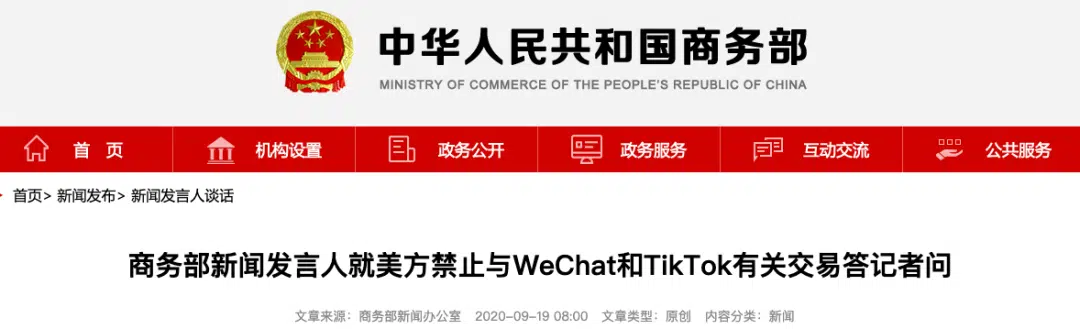 中华人民共和国商务部
MINISTRY OF COMMERCE OF THE PEOPLE'S REPUBLIC OF CHINA
首 页 机构设置 政务公开 政务服务 互动交流 公共服务
首页> 新闻发布> 新闻发言人谈话
商务部新闻发言人就美方禁止与WeChat和TikTok有关交易答记者问
文章来源：商务部新闻办公室 2020-09-19 08:00 文章类型：原创 内容分类：新闻